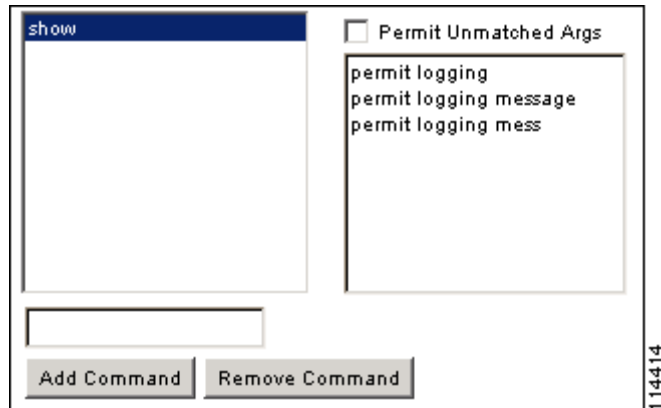 show
Permit Unmatched Args
permit logging
permit logging message
permit logging mess
Add Command
Remove Command
114414